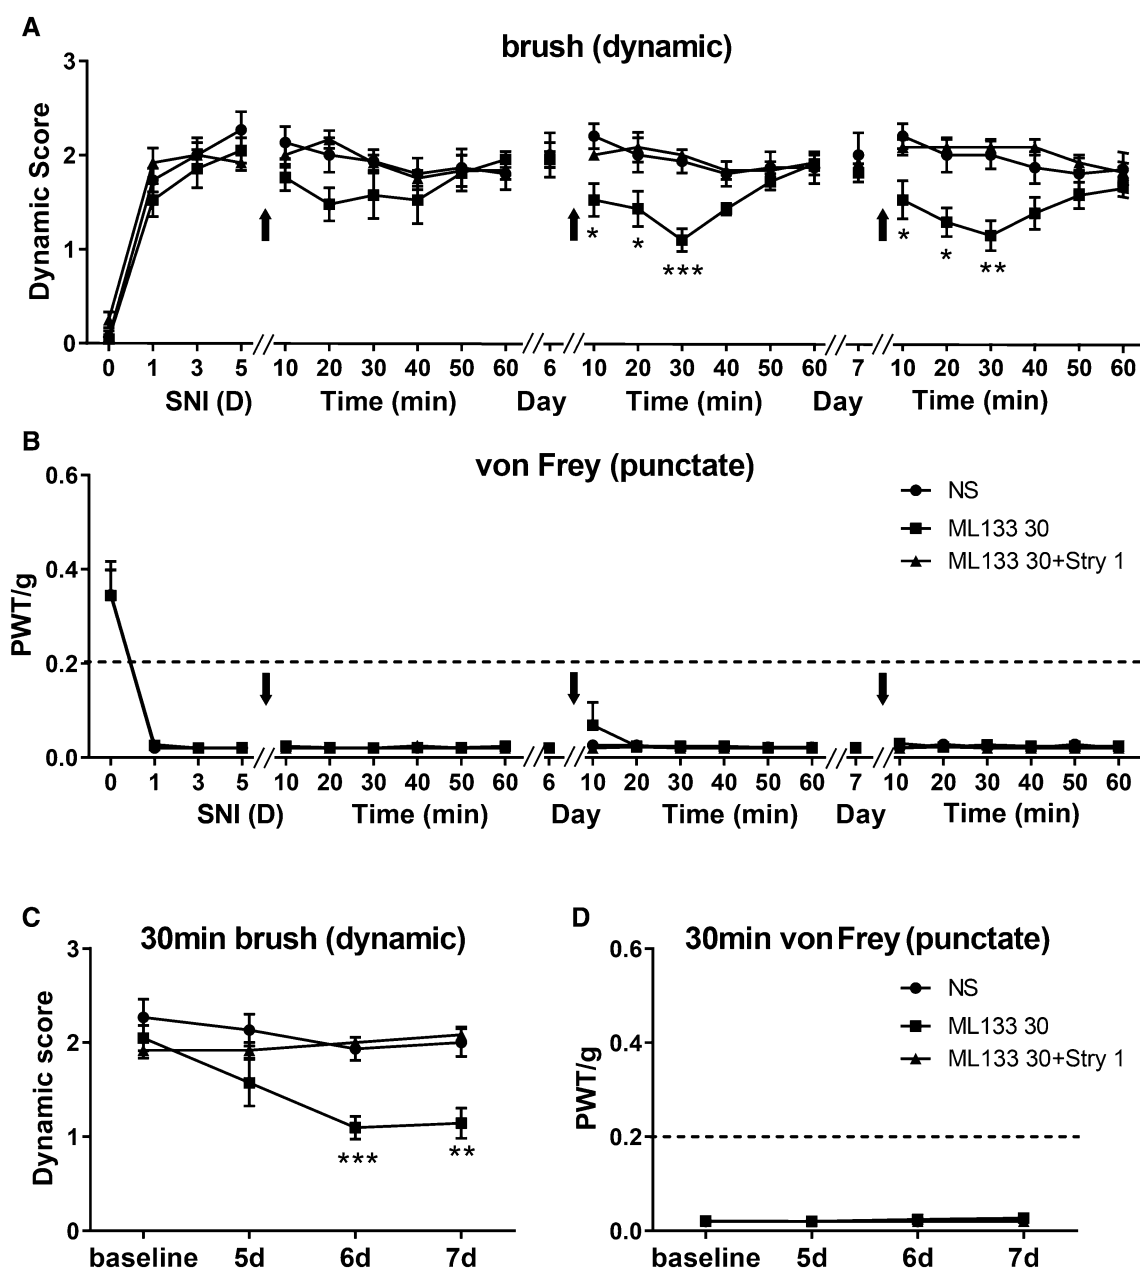 A
brush (dynamic)
Dynamic Score
3
2
1
0
* * *** * * **
0 1 3 5 10 20 30 40 50 60 6 10 20 30 40 50 60 7 10 20 30 40 50 60
SNI (D) Time (min) Day Time (min) Day Time (min)
B
von Frey (punctate)
PWT/g
0.6
0.4
0.2
0.0
NS
ML133 30
ML133 30+Stry 1
0 1 3 5 10 20 30 40 50 60 6 10 20 30 40 50 60 7 10 20 30 40 50 60
SNI (D) Time (min) Day Time (min) Day Time (min)
C
30min brush (dynamic)
Dynamic score
3
2
1
0
*** **
baseline 5d 6d 7d
D
30min von Frey (punctate)
PWT/g
0.6
0.4
0.2
0.0
NS
ML133 30
ML133 30+Stry 1
baseline 5d 6d 7d